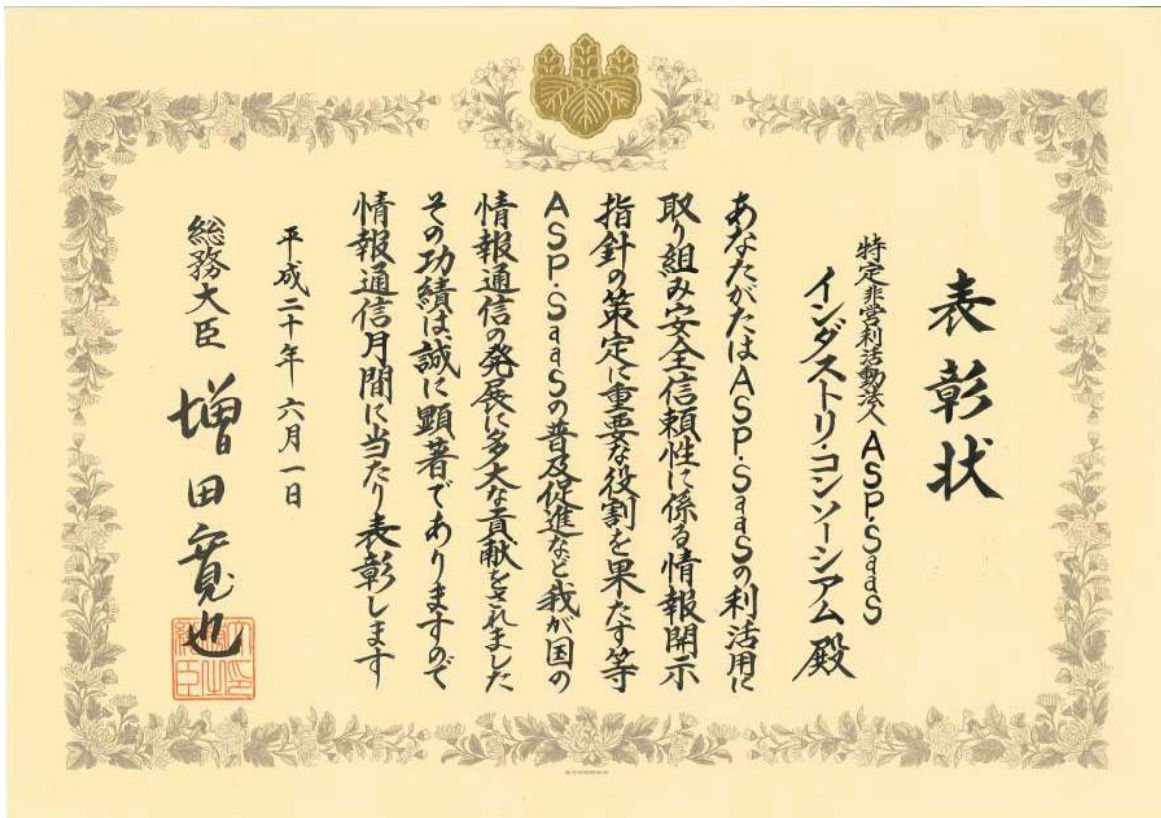 表彰状
特定非営利活動法人ASP・SaaS
インダストリ・コンソーシアム殿
あなたがたはASP・SaaSの利活用に
取り組み安全信頼性に係る情報開示
指針の策定に重要な役割を果たす等
ASP・SaaSの普及促進など我が国の
情報通信の発展に多大な貢献をされました
その功績は誠に顕著でありますので
情報通信月間に当たり表彰します
平成二十年六月一日
総務大臣 増田寛也